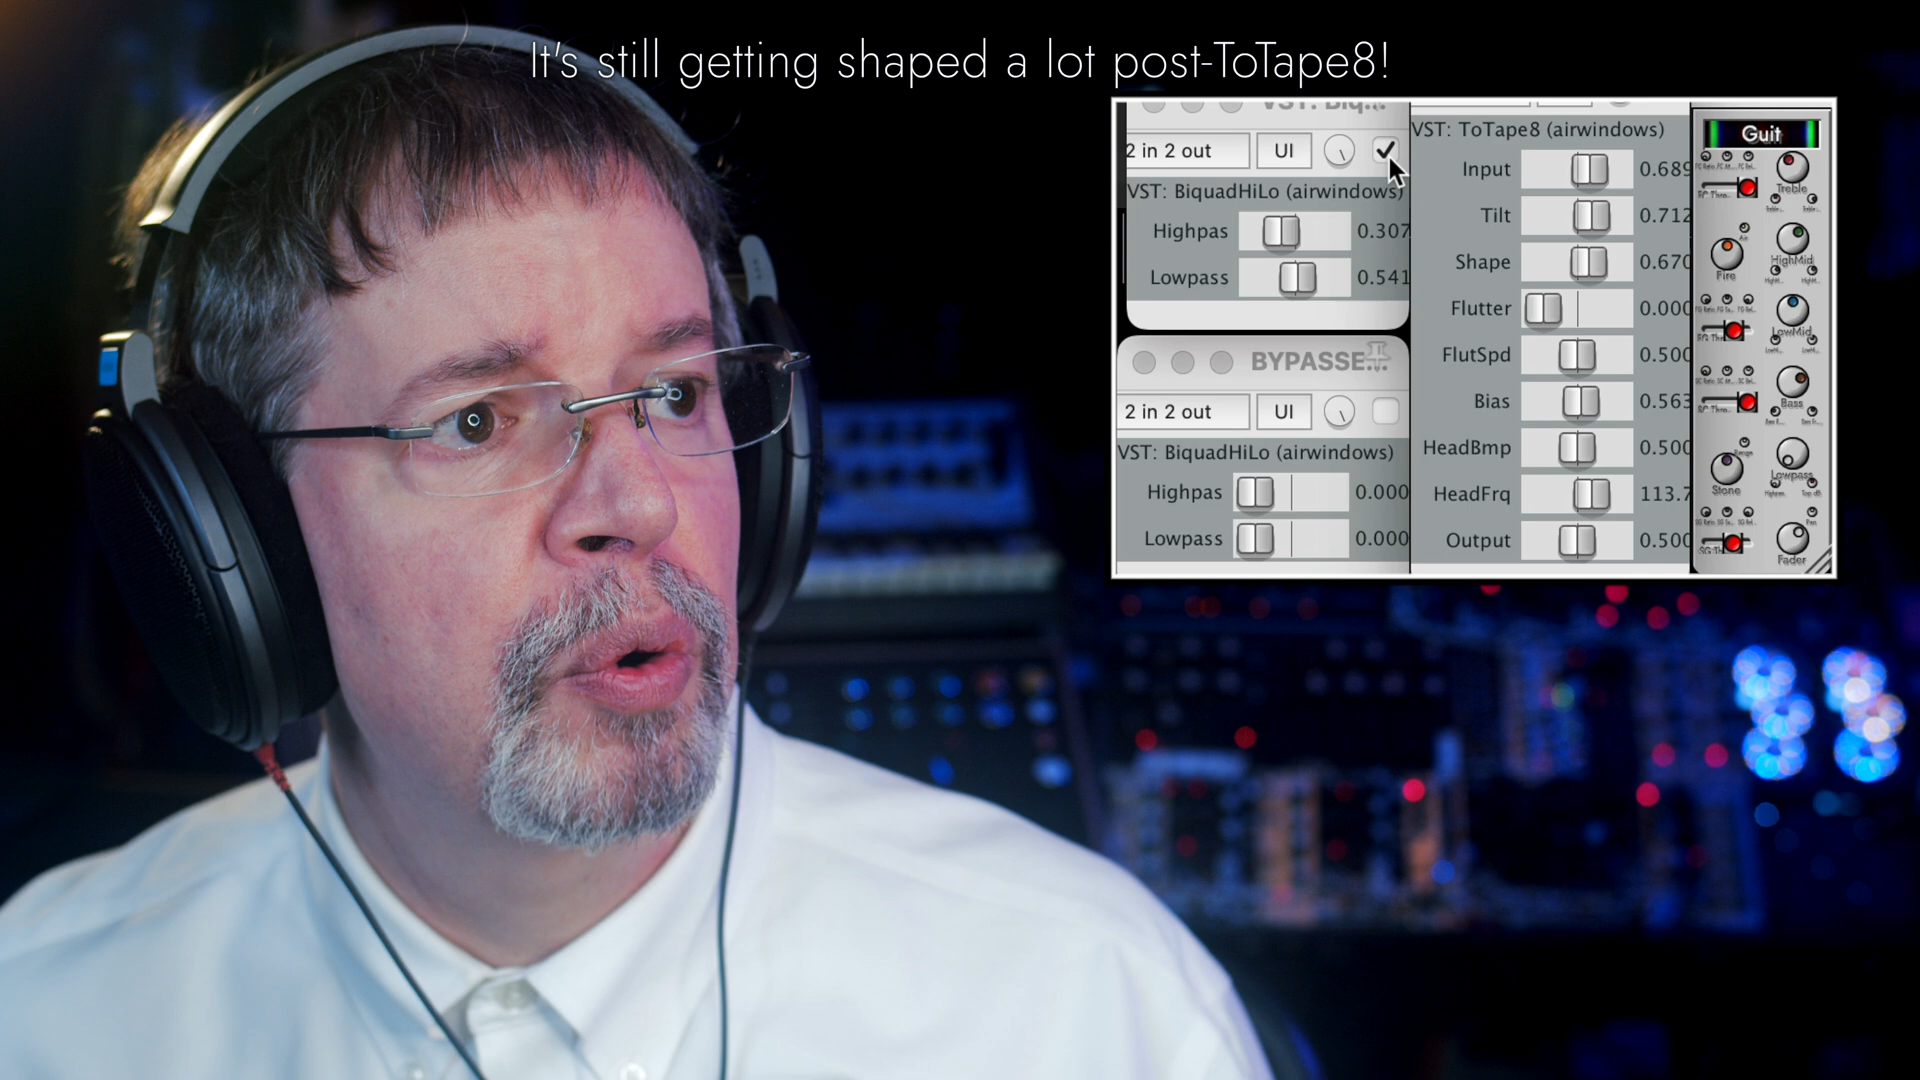 It's still getting shaped a lot post-ToTape8!
2 in 2 out
UI
VST: BiquadHiLo (airwindows)
Highpas
0.307
Lowpass
0.541
BYPASSE...
2 in 2 out
UI
VST: BiquadHiLo (airwindows)
Highpas
0.000
Lowpass
0.000
VST: ToTape8 (airwindows)
Input
0.689
Tilt
0.712
Shape
0.670
Flutter
0.000
FlutSpd
0.500
Bias
0.563
HeadBmp
0.500
HeadFrq
113.7
Output
0.500
Guit
Treble
Air
Fire
HighMid
LowMid
Bass
Lowpass
Stone
Fader